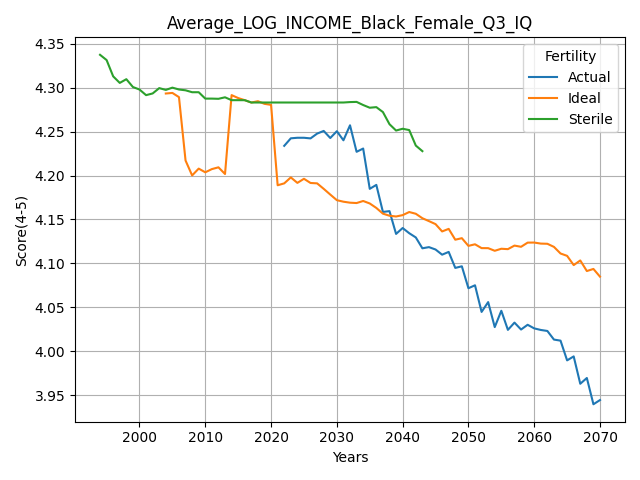 Average_LOG_INCOME_Black_Female_Q3_IQ
Fertility
Actual
Ideal
Sterile
Score(4-5)
4.35
4.30
4.25
4.20
4.15
4.10
4.05
4.00
3.95
2000 2010 2020 2030 2040 2050 2060 2070
Years